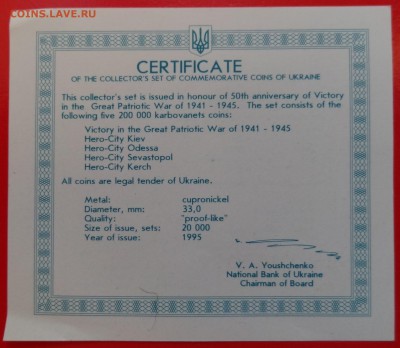 COINS.LAVE.RU
CERTIFICATE
OF THE COLLECTOR'S SET OF COMMEMORATIVE COINS OF UKRAINE
This collector's set is issued in honour of 50th anniversary of Victory
in the Great Patriotic War of 1941 - 1945. The set consists of the
following five 200 000 karbovanets coins:
Victory in the Great Patriotic War of 1941 - 1945
Hero-City Kiev
Hero-City Odessa
Hero-City Sevastopol
Hero-City Kerch
All coins are legal tender of Ukraine.
Metal: cupronickel
Diameter, mm: 33,0
Quality: "proof-like"
Size of issue, sets: 20 000
Year of issue: 1995
V. A. Youshchenko
National Bank of Ukraine
Chairman of Board